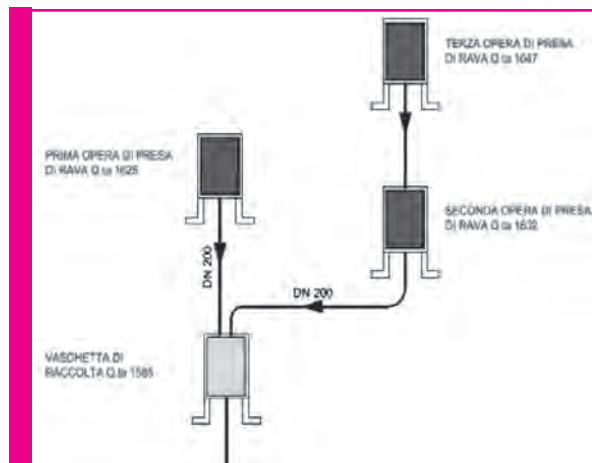 TERZA OPERA DI PRESA
DI RAVA Q.ta 1647
PRIMA OPERA DI PRESA
DI RAVA Q.ta 1625
SECONDA OPERA DI PRESA
DI RAVA Q.ta 1632
DN 200
DN 200
VASCHETTA DI
RACCOLTA Q.ta 1585